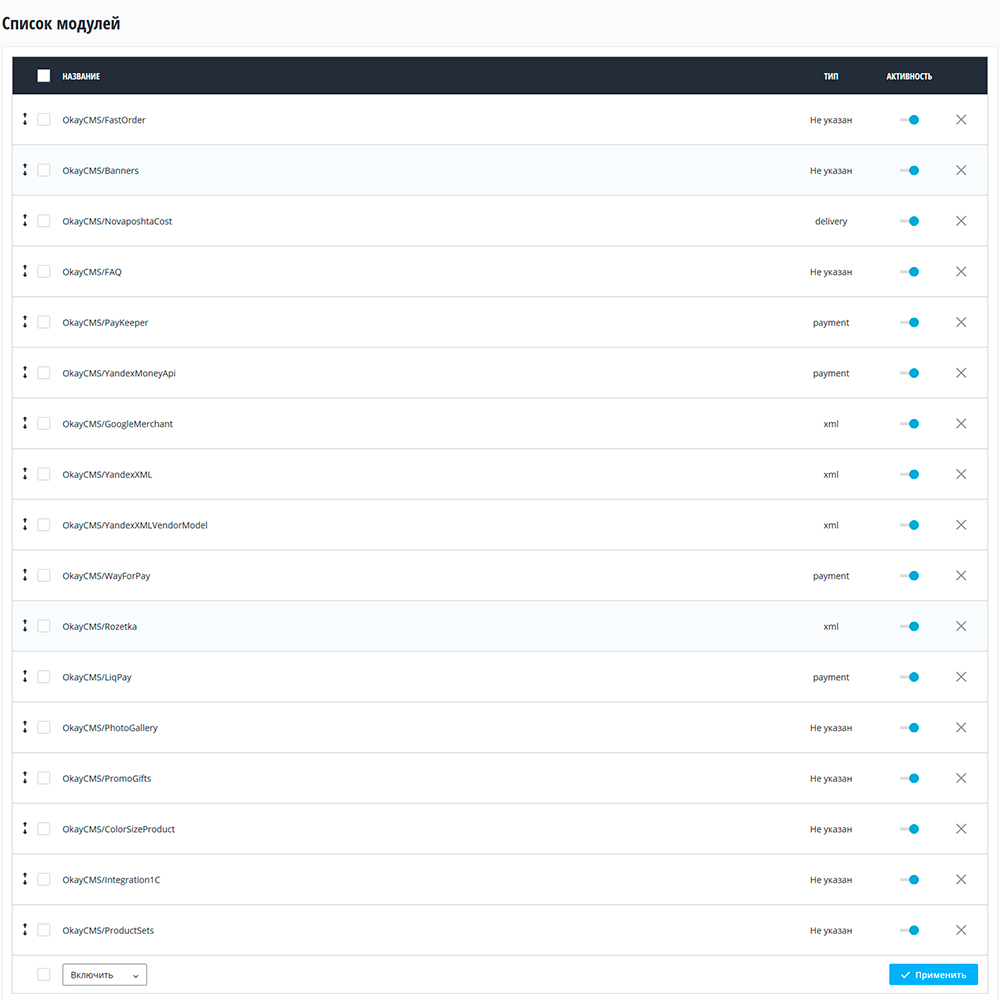 Список модулей
НАЗВАНИЕ ТИП АКТИВНОСТЬ
OkayCMS/FastOrder Не указан
OkayCMS/Banners Не указан
OkayCMS/NovaposhtaCost delivery
OkayCMS/FAQ Не указан
OkayCMS/PayKeeper payment
OkayCMS/YandexMoneyApi payment
OkayCMS/GoogleMerchant xml
OkayCMS/YandexXML xml
OkayCMS/YandexXMLVendorModel xml
OkayCMS/WayForPay payment
OkayCMS/Rozetka xml
OkayCMS/LiqPay payment
OkayCMS/PhotoGallery Не указан
OkayCMS/PromoGifts Не указан
OkayCMS/ColorSizeProduct Не указан
OkayCMS/Integration1C Не указан
OkayCMS/ProductSets Не указан
Включить Применить